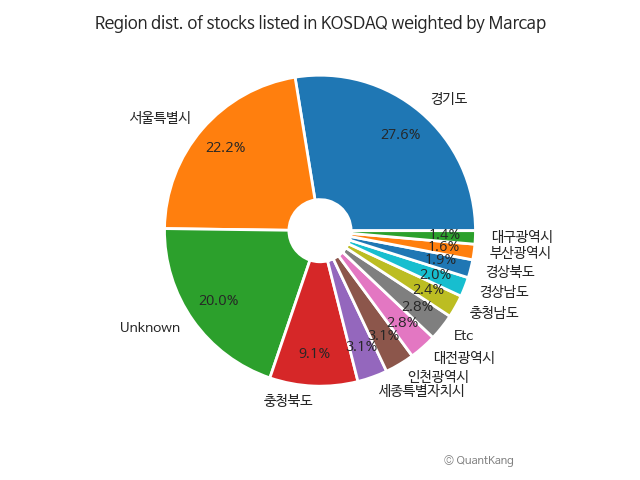 Region dist. of stocks listed in KOSDAQ weighted by Marcap
경기도
27.6%
서울특별시
22.2%
Unknown
20.0%
충청북도
9.1%
세종특별자치시
3.1%
인천광역시
3.1%
대전광역시
2.8%
Etc
2.8%
충청남도
2.4%
경상남도
2.0%
경상북도
1.9%
부산광역시
1.6%
대구광역시
1.4%
© QuantKang